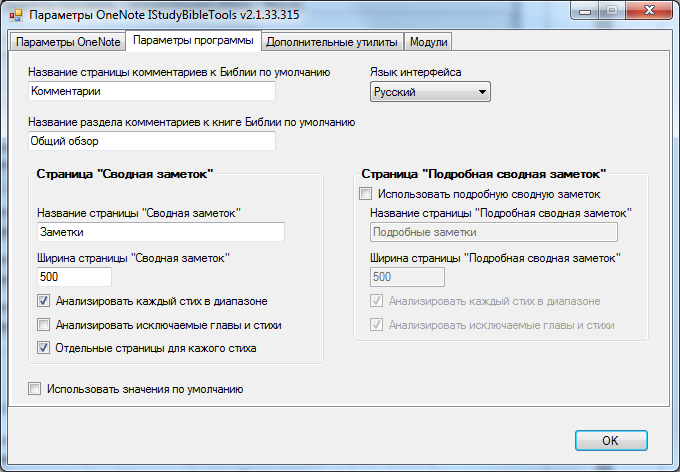 Параметры OneNote IStudyBibleTools v2.1.33.315
Параметры OneNote
Параметры программы
Дополнительные утилиты
Модули
Название страницы комментариев к Библии по умолчанию
Комментарии
Язык интерфейса
Русский
Название раздела комментариев к книге Библии по умолчанию
Общий обзор
Страница "Сводная заметок"
Название страницы "Сводная заметок"
Заметки
Ширина страницы "Сводная заметок"
500
Анализировать каждый стих в диапазоне
Анализировать исключаемые главы и стихи
Отдельные страницы для кажого стиха
Страница "Подробная сводная заметок"
Использовать подробную сводную заметок
Название страницы "Подробная сводная заметок"
Подробные заметки
Ширина страницы "Подробная сводная заметок"
500
Анализировать каждый стих в диапазоне
Анализировать исключаемые главы и стихи
Использовать значения по умолчанию
OK